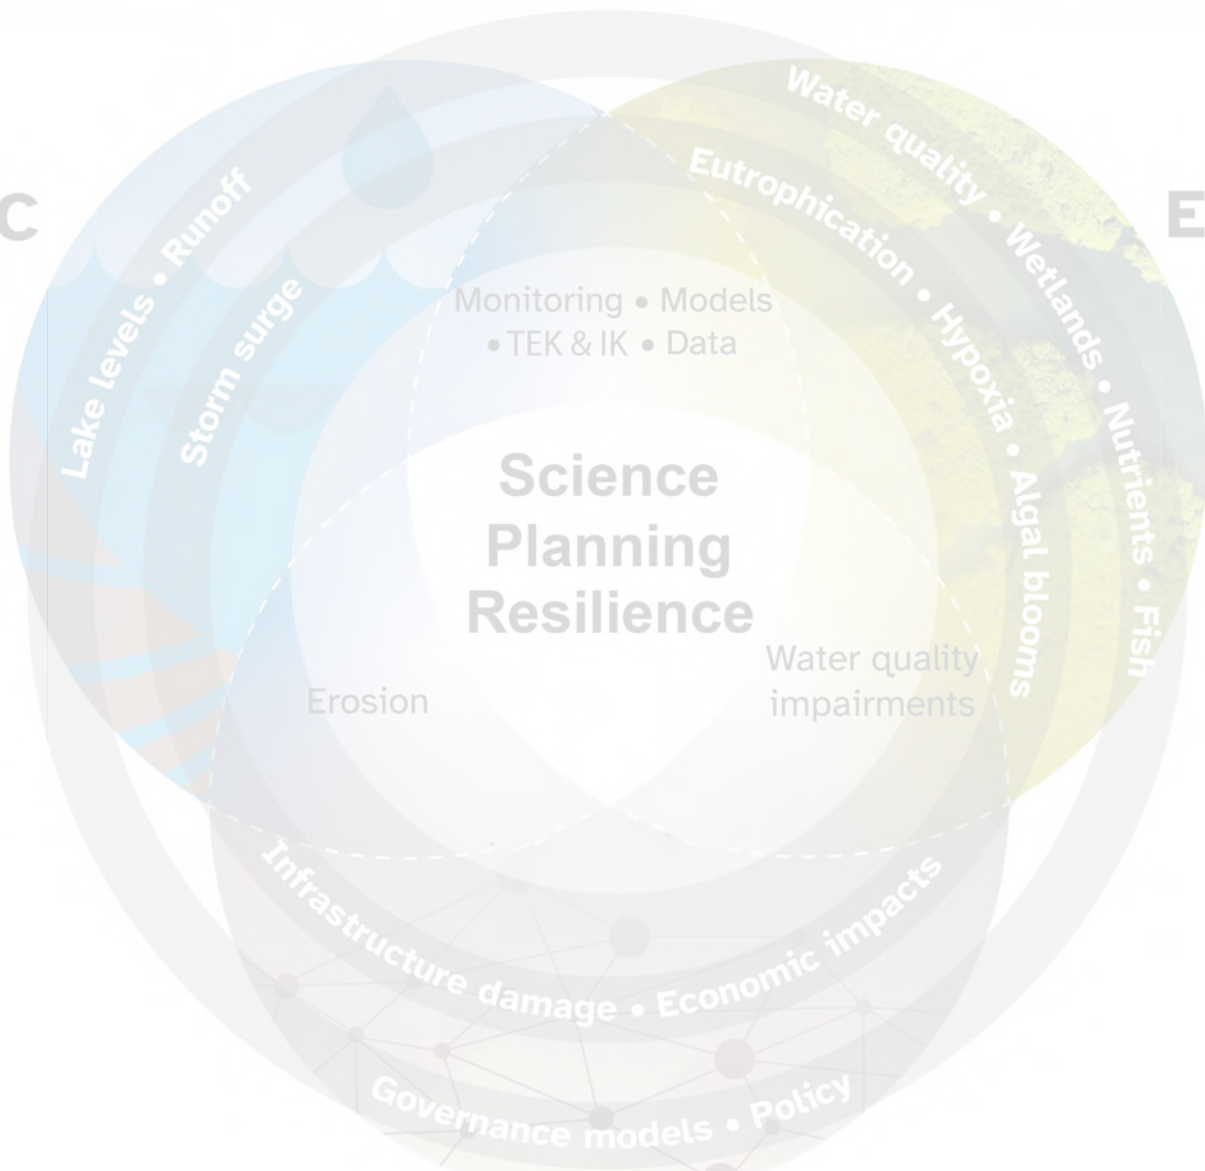 C
E
Water quality • Wetlands • Nutrients • Fish
Eutrophication • Hypoxia • Algal blooms
Lake levels • Runoff
Storm surge
Monitoring • Models
• TEK & IK • Data
Science
Planning
Resilience
Water quality
impairments
Erosion
Infrastructure damage • Economic impacts
Governance models • Policy